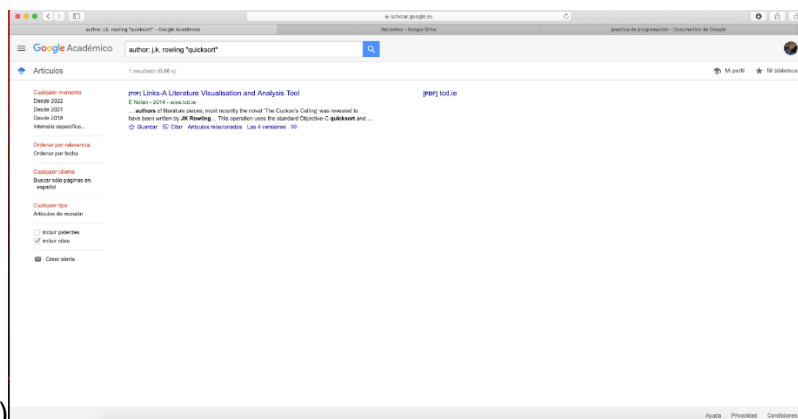 scholar.google.es
author: j.k. rowling "quicksort" - Google Académico
Recientes - Google Drive
practica de programacion - Documentos de Google
Google Académico
author: j.k. rowling "quicksort"
Artículos
1 resultado (0.06 s)
Mi perfil
Mi biblioteca
Cualquier momento
Desde 2022
Desde 2021
Desde 2018
Intervalo específico...
Ordenar por relevancia
Ordenar por fecha
Cualquier idioma
Buscar sólo páginas en
español
Cualquier tipo
Artículos de revisión
incluir patentes
incluir citas
Crear alerta
[PDF] Links-A Literature Visualisation and Analysis Tool
E Nolan - 2014 - scss.tcd.ie
... authors of literature pieces; most recently the novel 'The Cuckoo's Calling' was revealed to
have been written by JK Rowling... This operation uses the standard Objective-C quicksort and ...
Guardar Citar Artículos relacionados Las 4 versiones
[PDF] tcd.ie
)
Ayuda Privacidad Condiciones